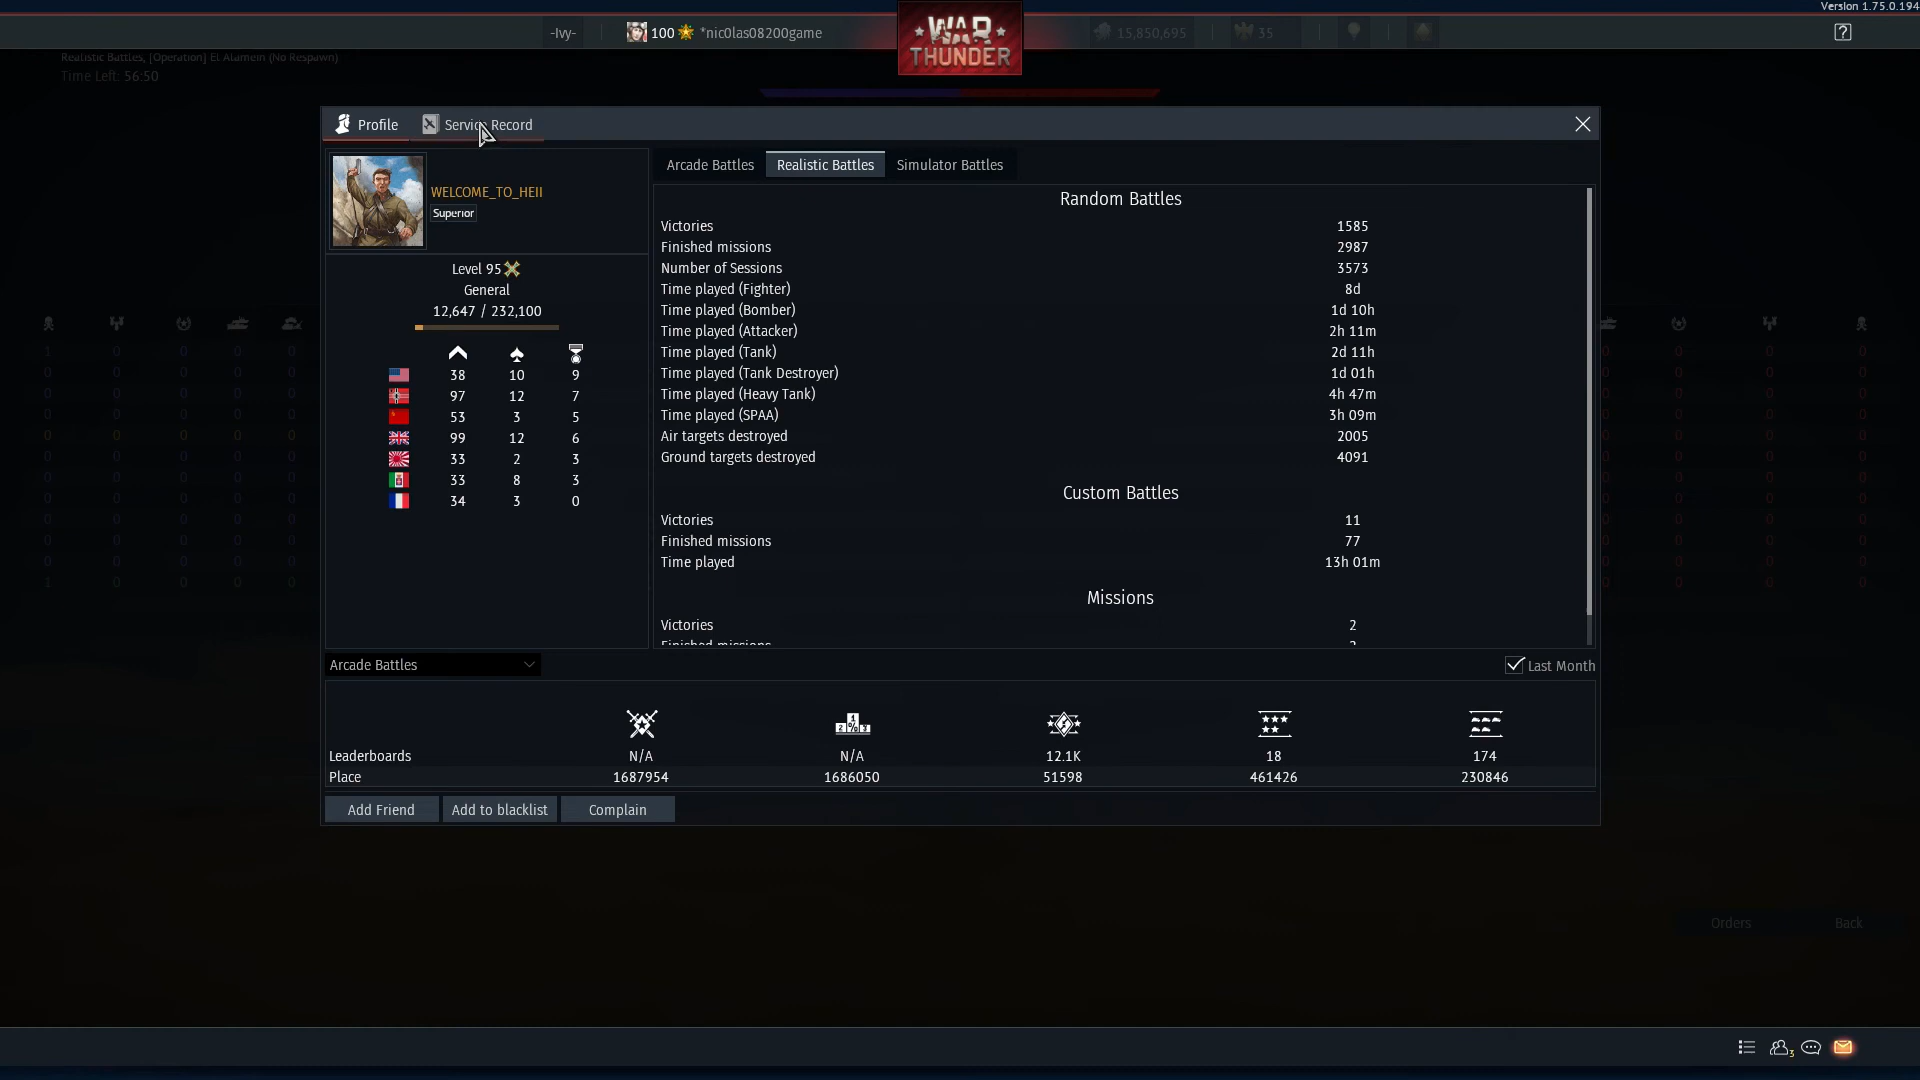 Version 1.75.0.194
-Ivy-
100 *nic0las08200game
WAR THUNDER
15,850,695
35
Realistic Battles, [Operation] El Alamein (No Respawn)
Time Left: 56:50
Profile
Service Record
WELCOME_TO_HEII
Superior
Level 95
General
12,647 / 232,100
38 10 9
97 12 7
53 3 5
99 12 6
33 2 3
33 8 3
34 3 0
Arcade Battles Realistic Battles Simulator Battles
Random Battles
Victories 1585
Finished missions 2987
Number of Sessions 3573
Time played (Fighter) 8d
Time played (Bomber) 1d 10h
Time played (Attacker) 2h 11m
Time played (Tank) 2d 11h
Time played (Tank Destroyer) 1d 01h
Time played (Heavy Tank) 4h 47m
Time played (SPAA) 3h 09m
Air targets destroyed 2005
Ground targets destroyed 4091
Custom Battles
Victories 11
Finished missions 77
Time played 13h 01m
Missions
Victories 2
Finished missions 2
Arcade Battles
Last Month
Leaderboards N/A N/A 12.1K 18 174
Place 1687954 1686050 51598 461426 230846
Add Friend Add to blacklist Complain
Orders Back
3